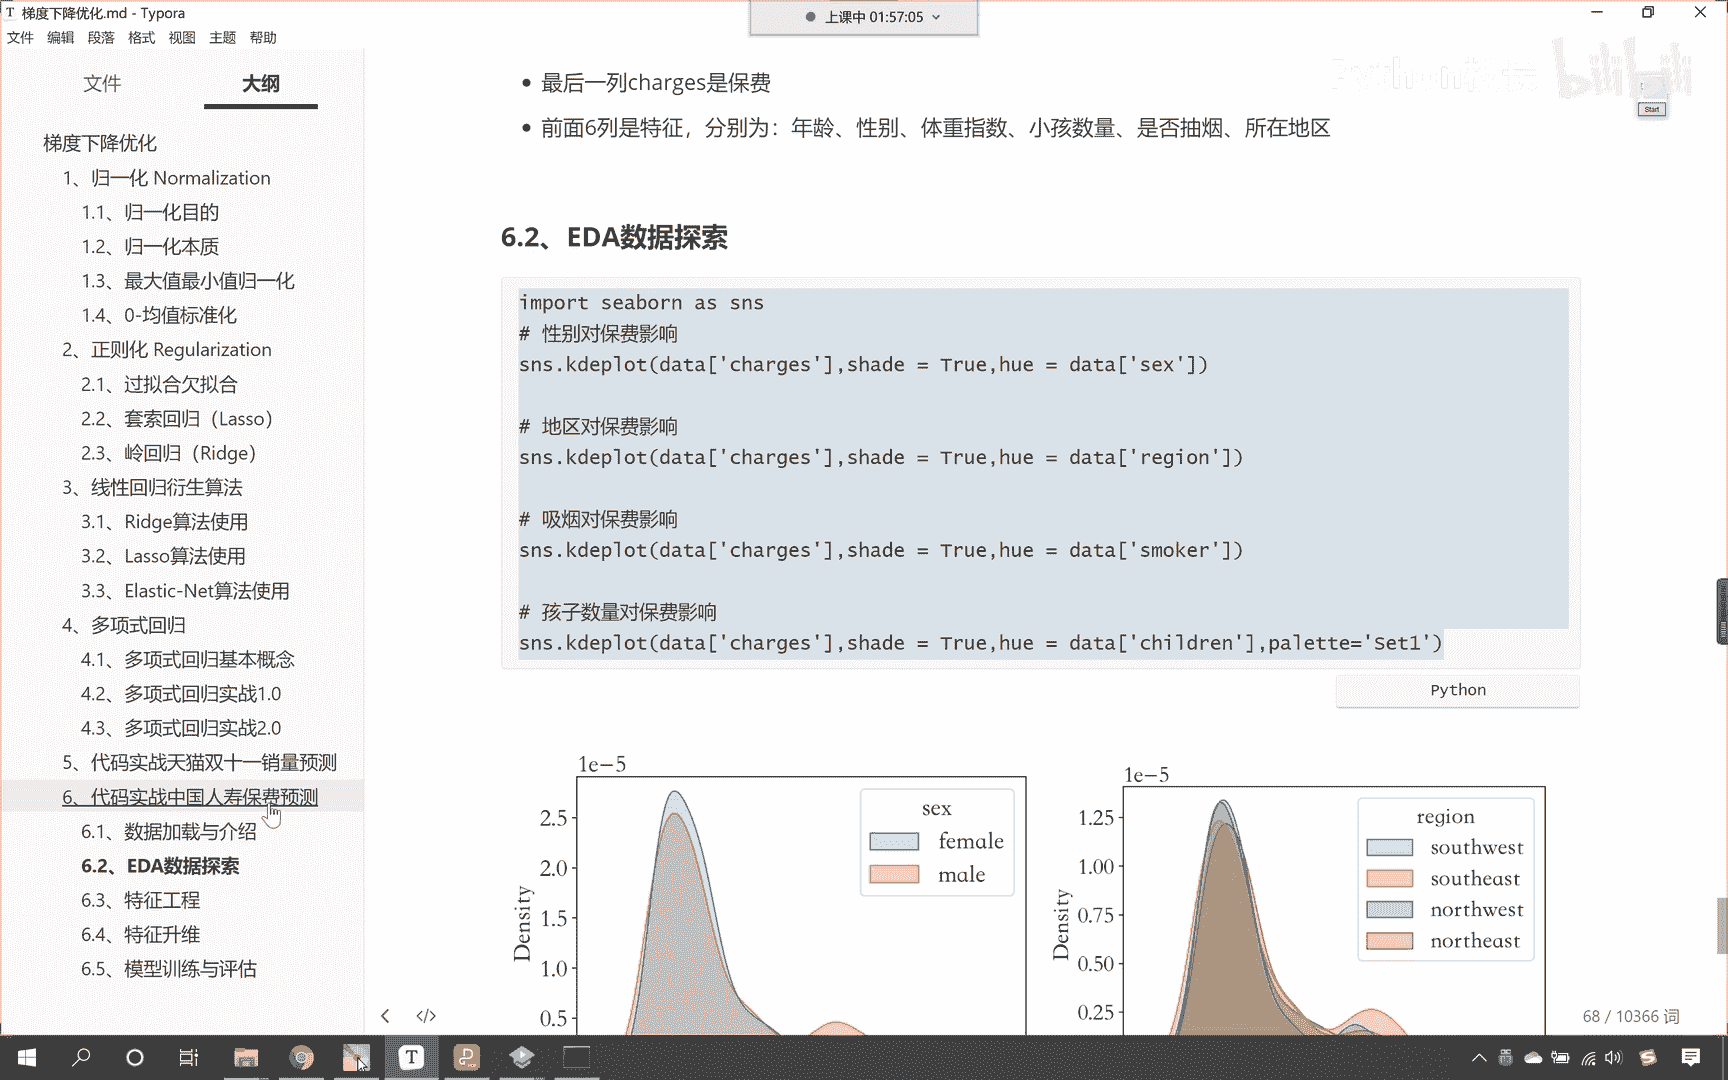 梯度下降优化.md - Typora
上课中 01:57:05
文件 编辑 段落 格式 视图 主题 帮助
文件 大纲
梯度下降优化
1、归一化 Normalization
1.1、归一化目的
1.2、归一化本质
1.3、最大值最小值归一化
1.4、0-均值标准化
2、正则化 Regularization
2.1、过拟合欠拟合
2.2、套索回归（Lasso）
2.3、岭回归（Ridge）
3、线性回归衍生算法
3.1、Ridge算法使用
3.2、Lasso算法使用
3.3、Elastic-Net算法使用
4、多项式回归
4.1、多项式回归基本概念
4.2、多项式回归实战1.0
4.3、多项式回归实战2.0
5、代码实战天猫双十一销量预测
6、代码实战中国人寿保费预测
6.1、数据加载与介绍
6.2、EDA数据探索
6.3、特征工程
6.4、特征升维
6.5、模型训练与评估
最后一列charges是保费
前面6列是特征，分别为：年龄、性别、体重指数、小孩数量、是否抽烟、所在地区
bilibili
Start
6.2、EDA数据探索
import seaborn as sns
# 性别对保费影响
sns.kdeplot(data['charges'],shade = True,hue = data['sex'])
# 地区对保费影响
sns.kdeplot(data['charges'],shade = True,hue = data['region'])
# 吸烟对保费影响
sns.kdeplot(data['charges'],shade = True,hue = data['smoker'])
# 孩子数量对保费影响
sns.kdeplot(data['charges'],shade = True,hue = data['children'],palette='Set1')
Python
1e-5
2.5
2.0
1.5
1.0
0.5
Density
sex
female
male
1e-5
1.25
1.00
0.75
0.50
0.25
Density
region
southwest
southeast
northwest
northeast
68 / 10366 词